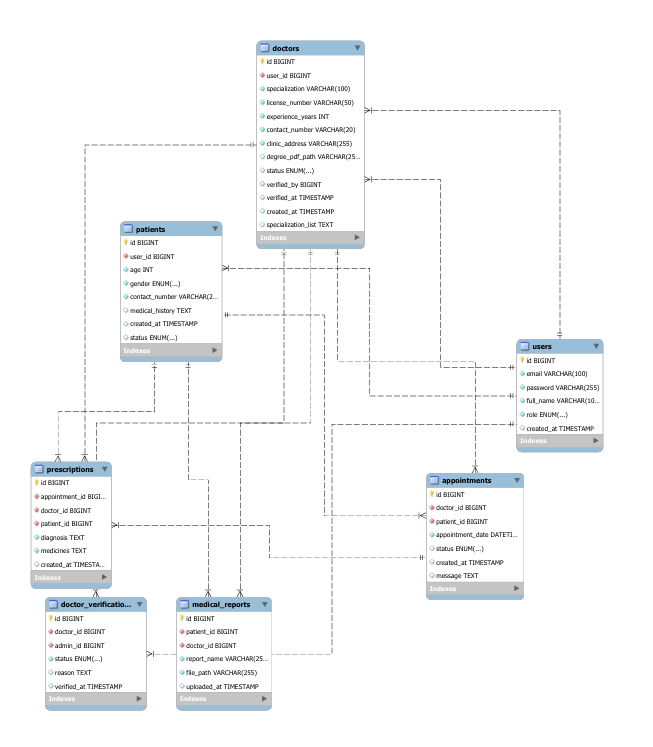 doctors
id BIGINT
user_id BIGINT
specialization VARCHAR(100)
license_number VARCHAR(50)
experience_years INT
contact_number VARCHAR(20)
clinic_address VARCHAR(255)
degree_pdf_path VARCHAR(25...
status ENUM(...)
verified_by BIGINT
verified_at TIMESTAMP
created_at TIMESTAMP
specialization_list TEXT
Indexes
patients
id BIGINT
user_id BIGINT
age INT
gender ENUM(...)
contact_number VARCHAR(2...
medical_history TEXT
created_at TIMESTAMP
status ENUM(...)
Indexes
users
id BIGINT
email VARCHAR(100)
password VARCHAR(255)
full_name VARCHAR(10...
role ENUM(...)
created_at TIMESTAMP
Indexes
prescriptions
id BIGINT
appointment_id BIGI...
doctor_id BIGINT
patient_id BIGINT
diagnosis TEXT
medicines TEXT
created_at TIMESTA...
Indexes
appointments
id BIGINT
doctor_id BIGINT
patient_id BIGINT
appointment_date DATETI...
status ENUM(...)
created_at TIMESTAMP
message TEXT
Indexes
doctor_verificatio...
id BIGINT
doctor_id BIGINT
admin_id BIGINT
status ENUM(...)
reason TEXT
verified_at TIMESTAMP
Indexes
medical_reports
id BIGINT
patient_id BIGINT
doctor_id BIGINT
report_name VARCHAR(25...
file_path VARCHAR(255)
uploaded_at TIMESTAMP
Indexes